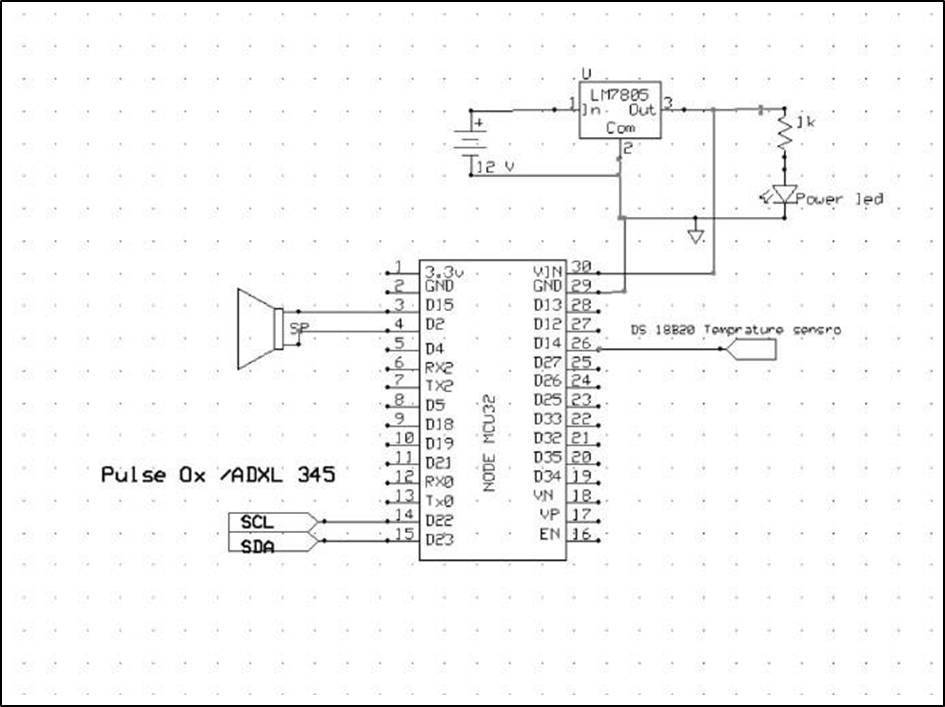 U
LM7805
1 In Out 3
Com
2
+
12 V
1k
Power led
1 3.3v VIN 30
2 GND GND 29
3 D15 D13 28
4 D2 D12 27
5 D4 D14 26
6 RX2 D27 25
7 TX2 D26 24
8 D5 D25 23
9 D18 D33 22
10 D19 D32 21
11 D21 D35 20
12 RX0 D34 19
13 Tx0 VN 18
14 D22 VP 17
15 D23 EN 16
NODE MCU32
SP
DS 18B20 Temprature sensro
Pulse Ox /ADXL 345
SCL
SDA